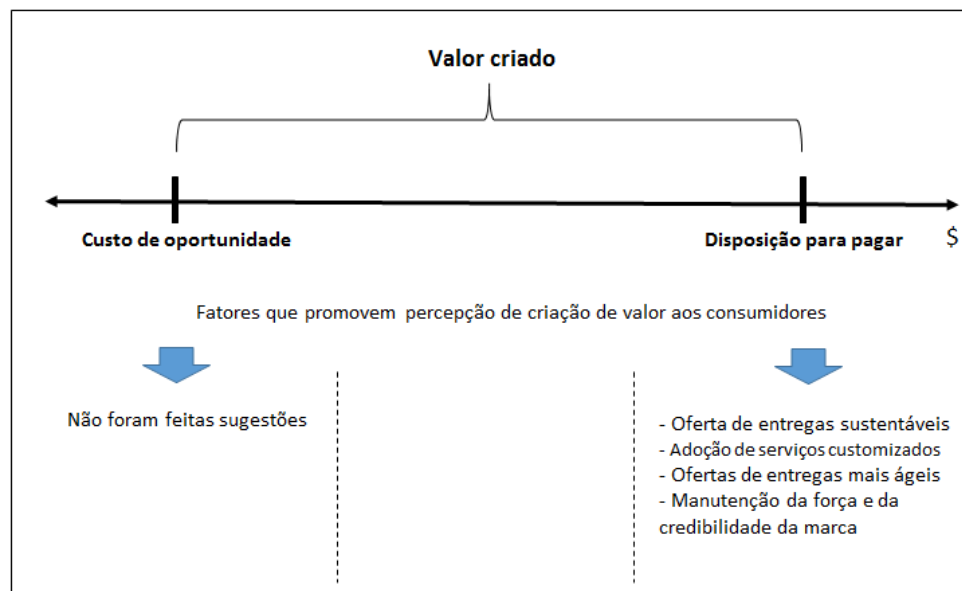 Valor criado
Custo de oportunidade
Disposição para pagar
$
Fatores que promovem percepção de criação de valor aos consumidores
Não foram feitas sugestões
- Oferta de entregas sustentáveis
- Adoção de serviços customizados
- Ofertas de entregas mais ágeis
- Manutenção da força e da
credibilidade da marca